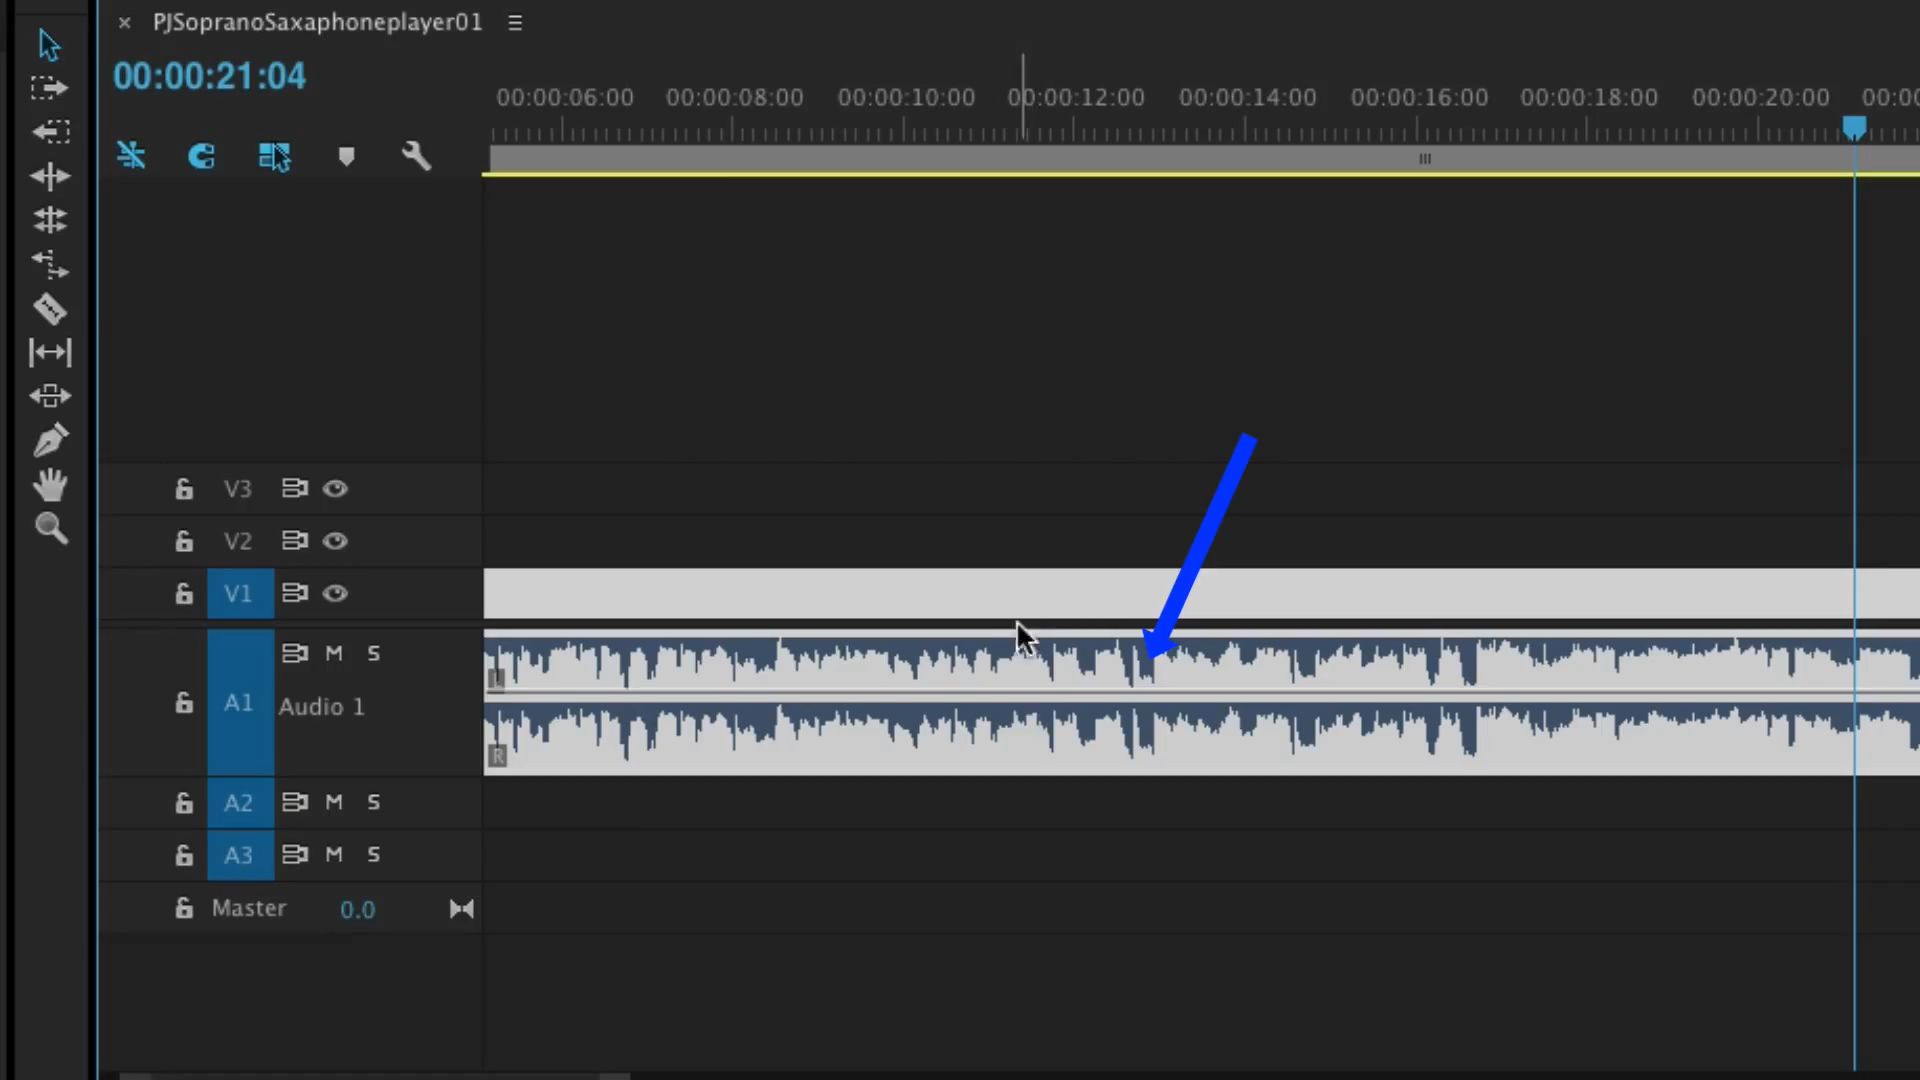 × PJSopranoSaxaphoneplayer01
00:00:21:04
00:00:06:00 00:00:08:00 00:00:10:00 00:00:12:00 00:00:14:00 00:00:16:00 00:00:18:00 00:00:20:00 00:00
V3
V2
V1
L
M S
A1
Audio 1
R
A2 M S
A3 M S
Master 0.0